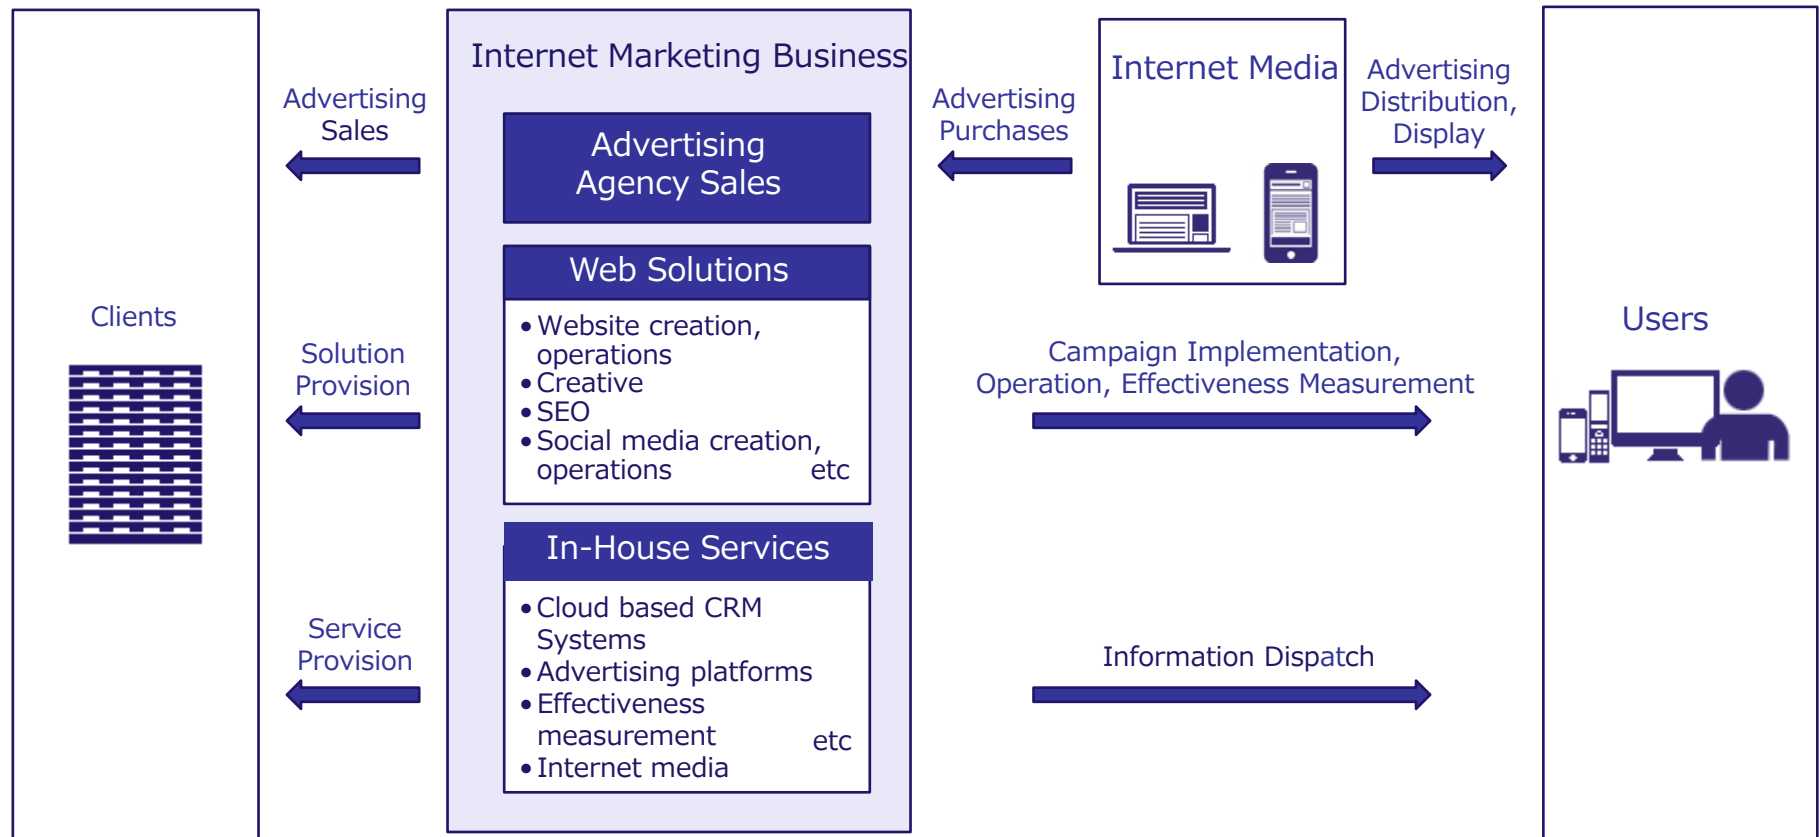 Clients
Advertising
Sales
Solution
Provision
Service
Provision
Internet Marketing Business
Advertising
Agency Sales
Web Solutions
•Website creation,
operations
•Creative
•SEO
•Social media creation,
operations etc
In-House Services
•Cloud based CRM
Systems
•Advertising platforms
•Effectiveness
measurement etc
•Internet media
Advertising
Purchases
Internet Media
Advertising
Distribution,
Display
Campaign Implementation,
Operation, Effectiveness Measurement
Information Dispatch
Users